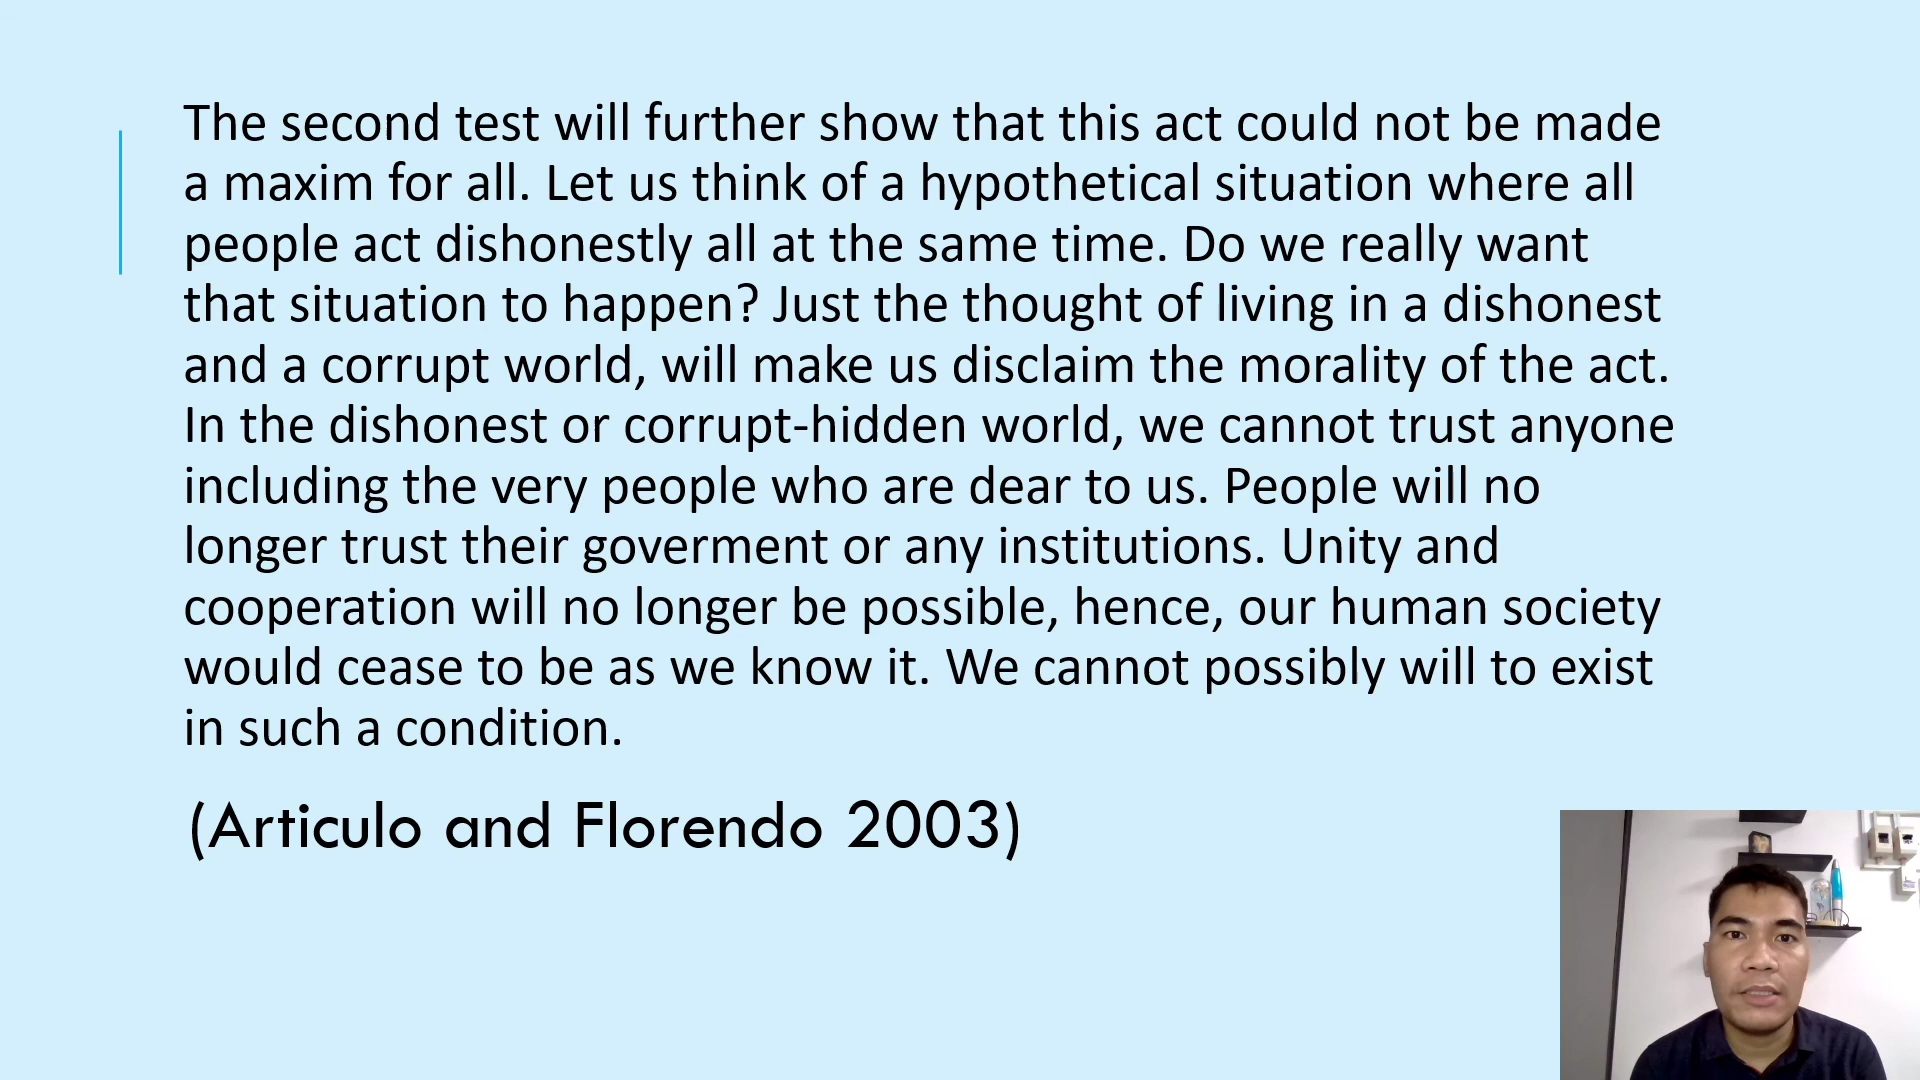 The second test will further show that this act could not be made
a maxim for all. Let us think of a hypothetical situation where all
people act dishonestly all at the same time. Do we really want
that situation to happen? Just the thought of living in a dishonest
and a corrupt world, will make us disclaim the morality of the act.
In the dishonest or corrupt-hidden world, we cannot trust anyone
including the very people who are dear to us. People will no
longer trust their goverment or any institutions. Unity and
cooperation will no longer be possible, hence, our human society
would cease to be as we know it. We cannot possibly will to exist
in such a condition.
(Articulo and Florendo 2003)